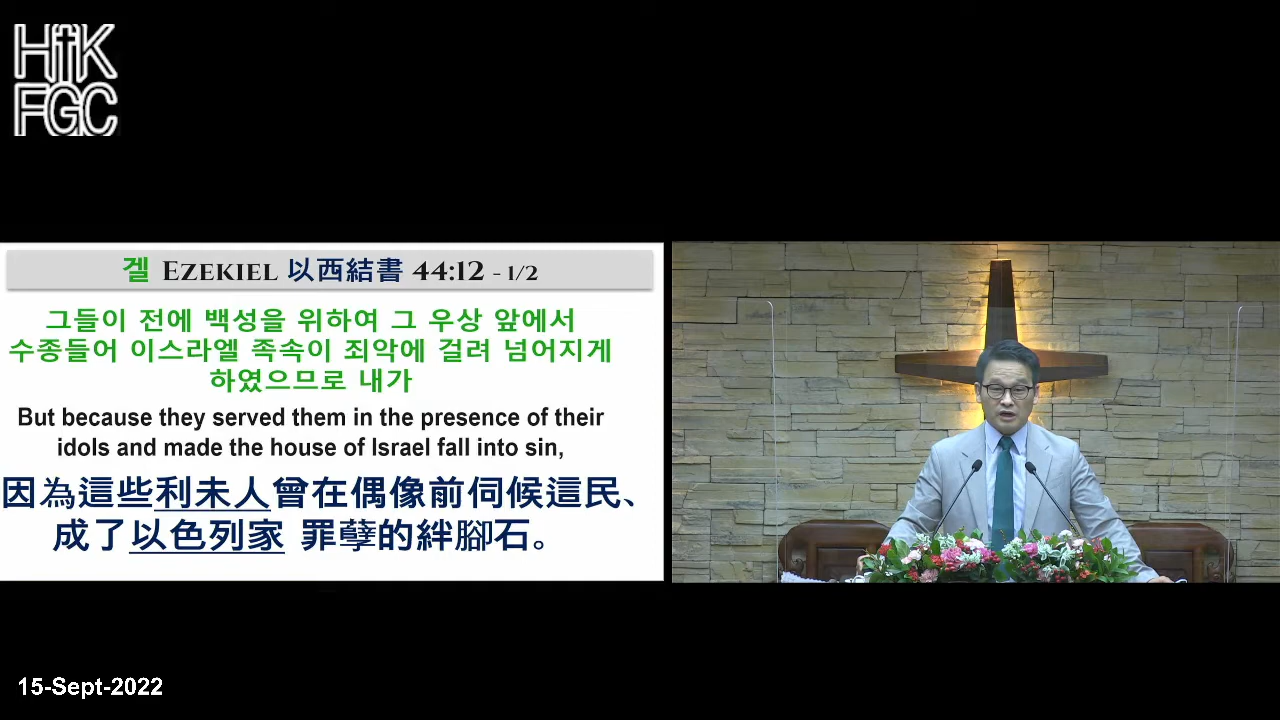 HKFGC
겔 EZEKIEL 以西結書 44:12 - 1/2
그들이 전에 백성을 위하여 그 우상 앞에서
수종들어 이스라엘 족속이 죄악에 걸려 넘어지게
하였으므로 내가
But because they served them in the presence of their
idols and made the house of Israel fall into sin,
因為這些利未人曾在偶像前伺候這民、
成了以色列家 罪孽的絆腳石。
15-Sept-2022